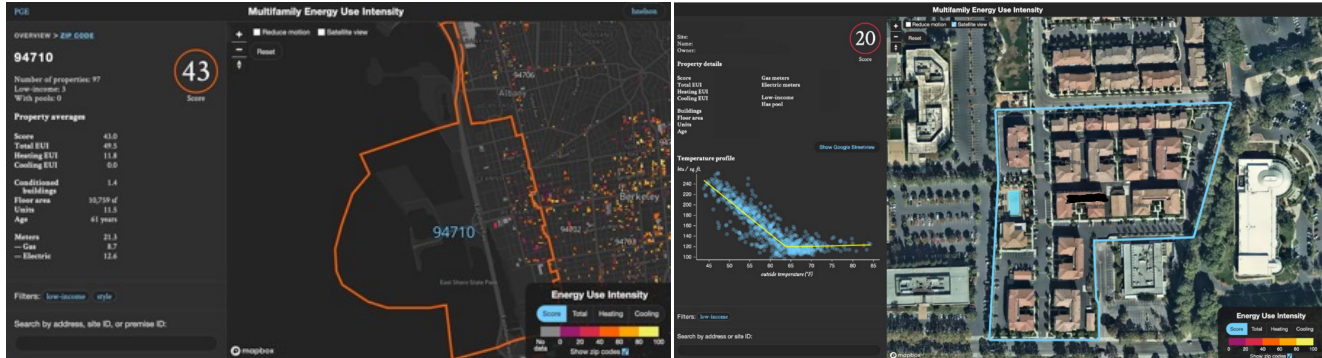 PGE
Multifamily Energy Use Intensity
OVERVIEW > ZIP CODE
94710
Number of properties: 97
Low-income: 3
With pools: 0
43
Score
Property averages
Score 43.0
Total EUI 49.5
Heating EUI 11.8
Cooling EUI 0.0
Conditioned buildings 1.4
Floor area 10,759 sf
Units 11.5
Age 61 years
Meters 21.3
— Gas 8.7
— Electric 12.6
Filters: low-income style
Search by address, site ID, or premise ID:
+
Reduce motion Satellite view
−
Reset
94706
Albany
Berkeley
94710
94702
94703
East Shore State Park
mapbox
Energy Use Intensity
Score Total Heating Cooling
No data 0 20 40 60 80 100
Show zip codes
Multifamily Energy Use Intensity
Site:
Name:
Owner:
20
Score
Property details
Score Gas meters
Total EUI Electric meters
Heating EUI
Cooling EUI Low-income
Has pool
Buildings
Floor area
Units
Age
Show Google Streetview
Temperature profile
btu / sq ft.
240
220
200
180
160
140
120
100
45 50 55 60 65 70 75 80 85
outside temperature (°F)
Filters: low-income
Search by address or site ID:
+
Reduce motion Satellite view
−
Reset
mapbox
Energy Use Intensity
Score Total Heating Cooling
0 20 40 60 80 100
Show zip codes